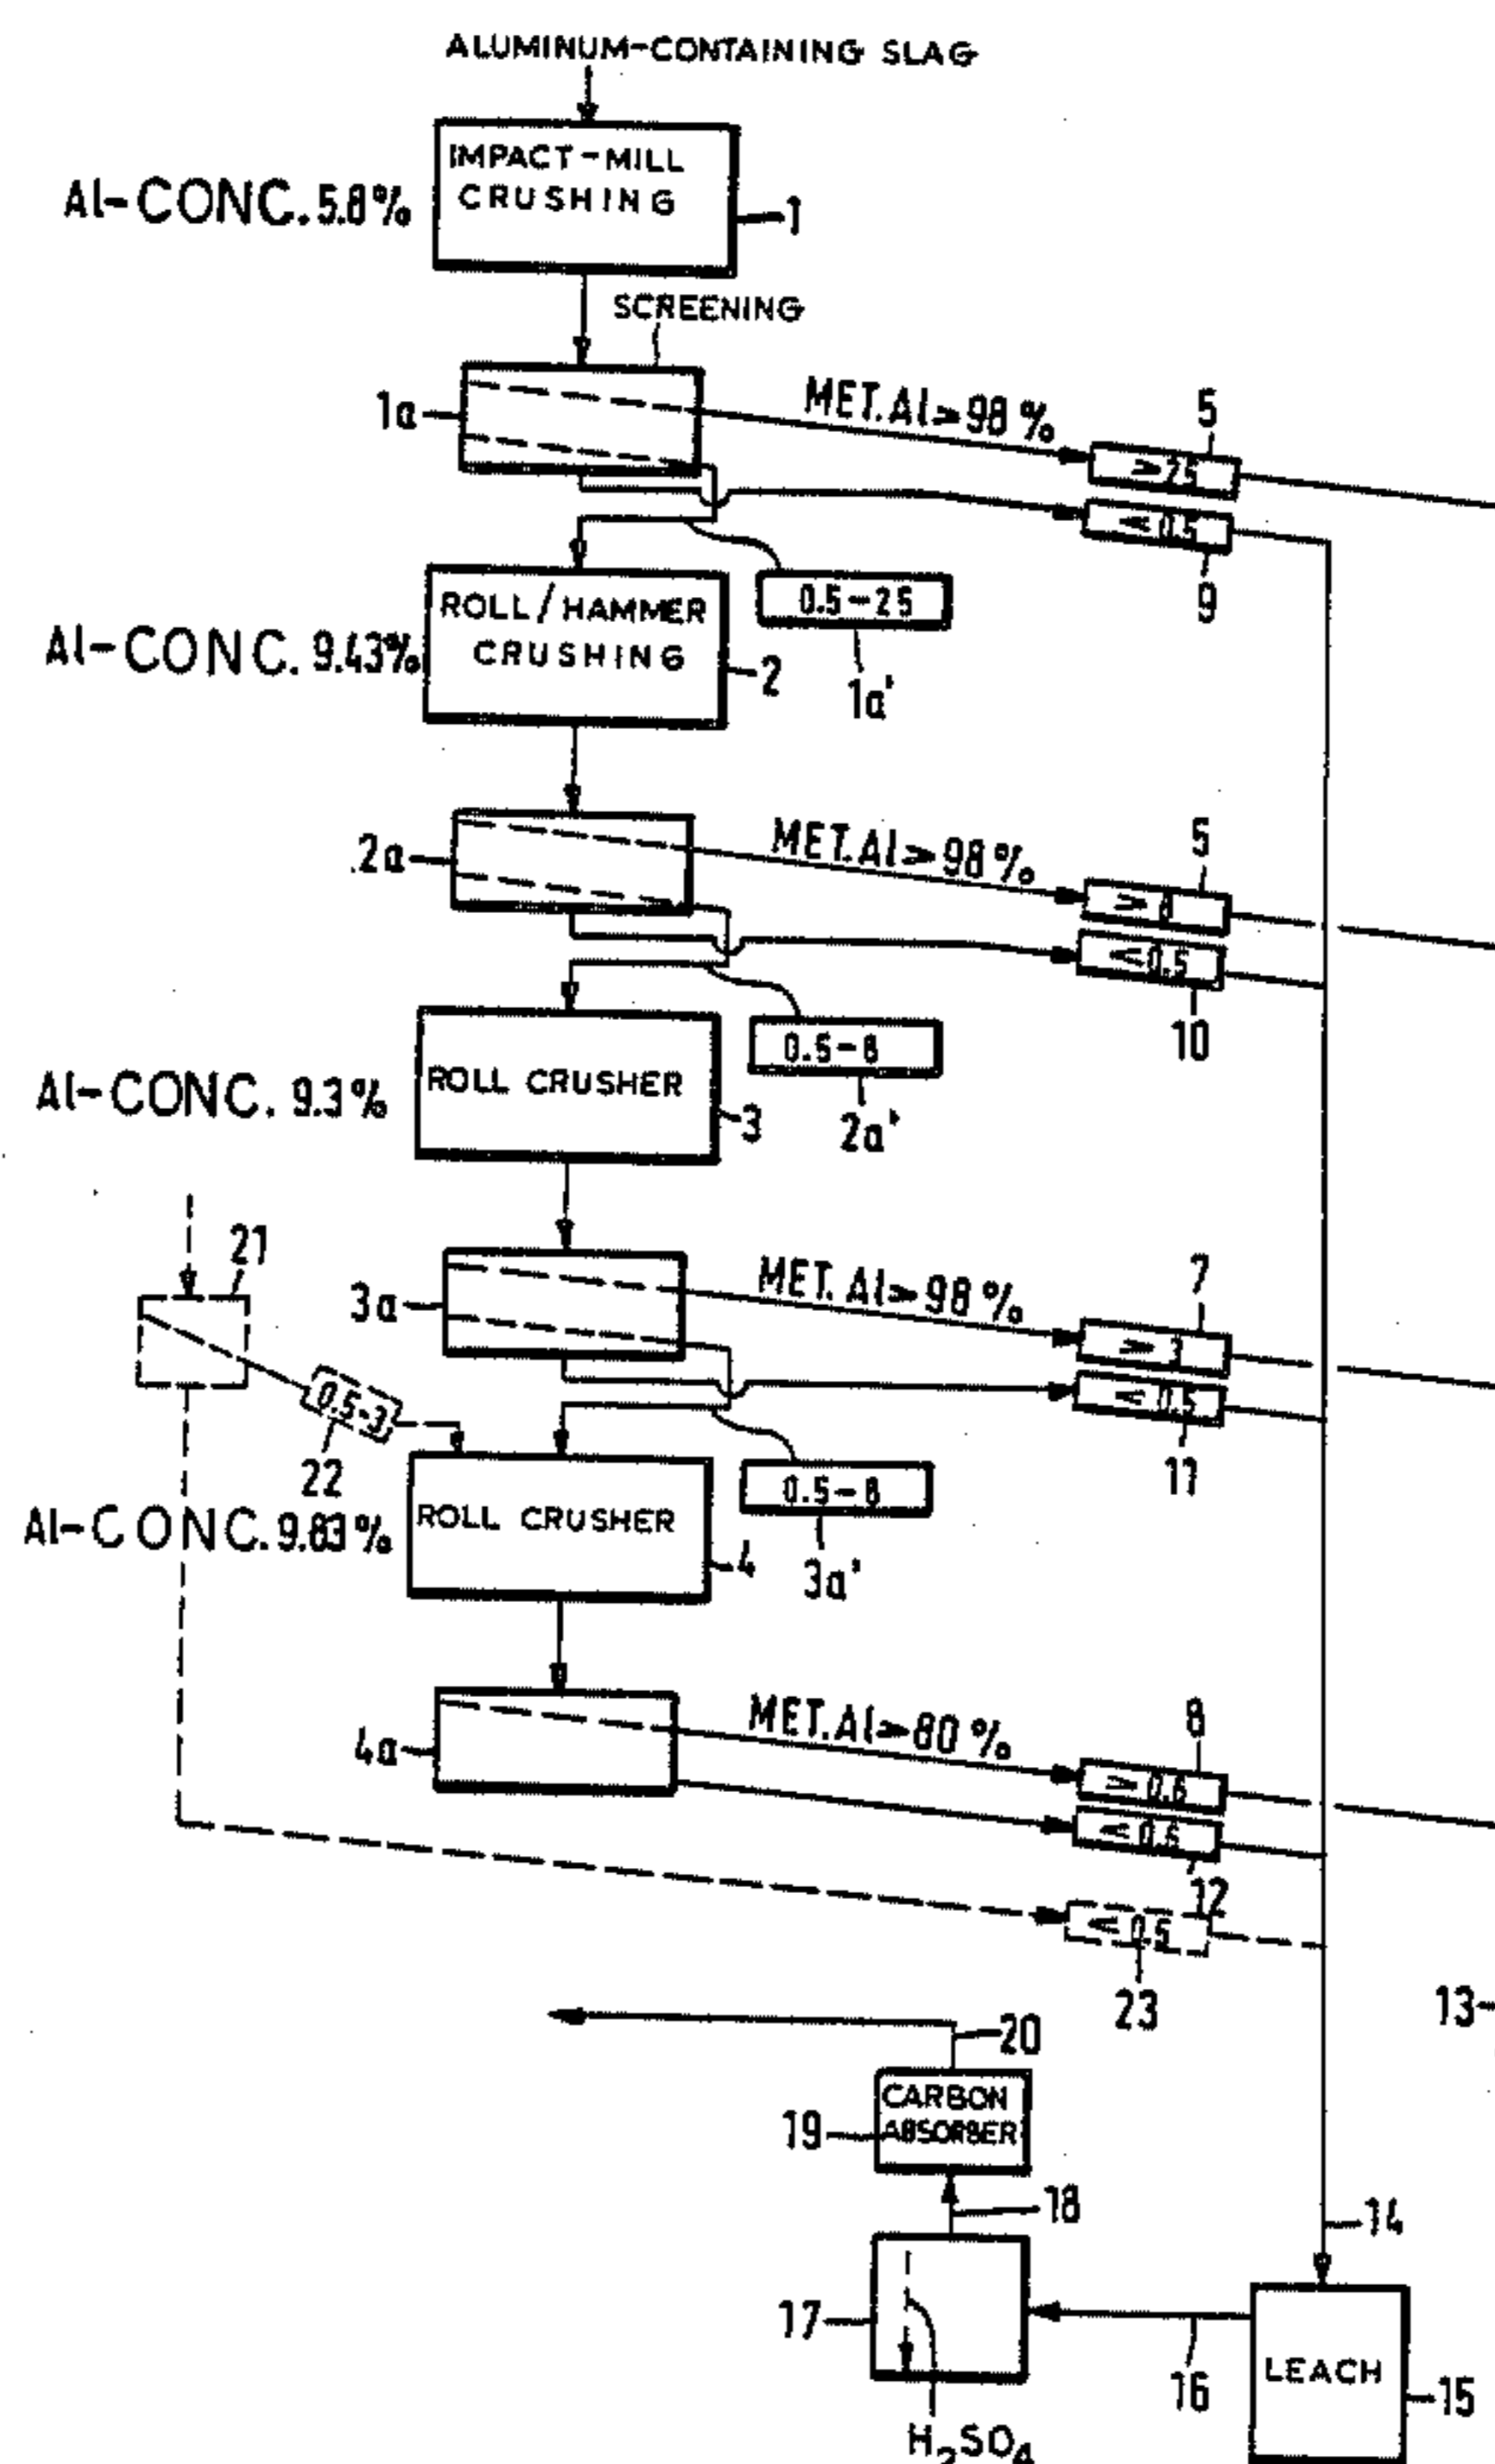 ALUMINUM-CONTAINING SLAG
IMPACT-MILL
CRUSHING
Al-CONC. 5.8%
1
SCREENING
1a
MET. Al ≥ 98 %
5
≥ 25
< 0.5
9
0.5-25
1a'
ROLL/HAMMER
CRUSHING
Al-CONC. 9.43%
2
2a
MET. Al ≥ 98 %
5
< 0.5
10
0.5-8
2a'
ROLL CRUSHER
Al-CONC. 9.3%
3
21
3a
MET. Al ≥ 98 %
7
≥ 3
< 0.5
11
0.5-3
22
0.5-8
3a'
ROLL CRUSHER
Al-CONC. 9.83%
4
4a
MET. Al ≥ 80 %
8
12
< 0.5
23
13
20
CARBON
ABSORBER
19
18
14
17
16
LEACH
15
H2SO4